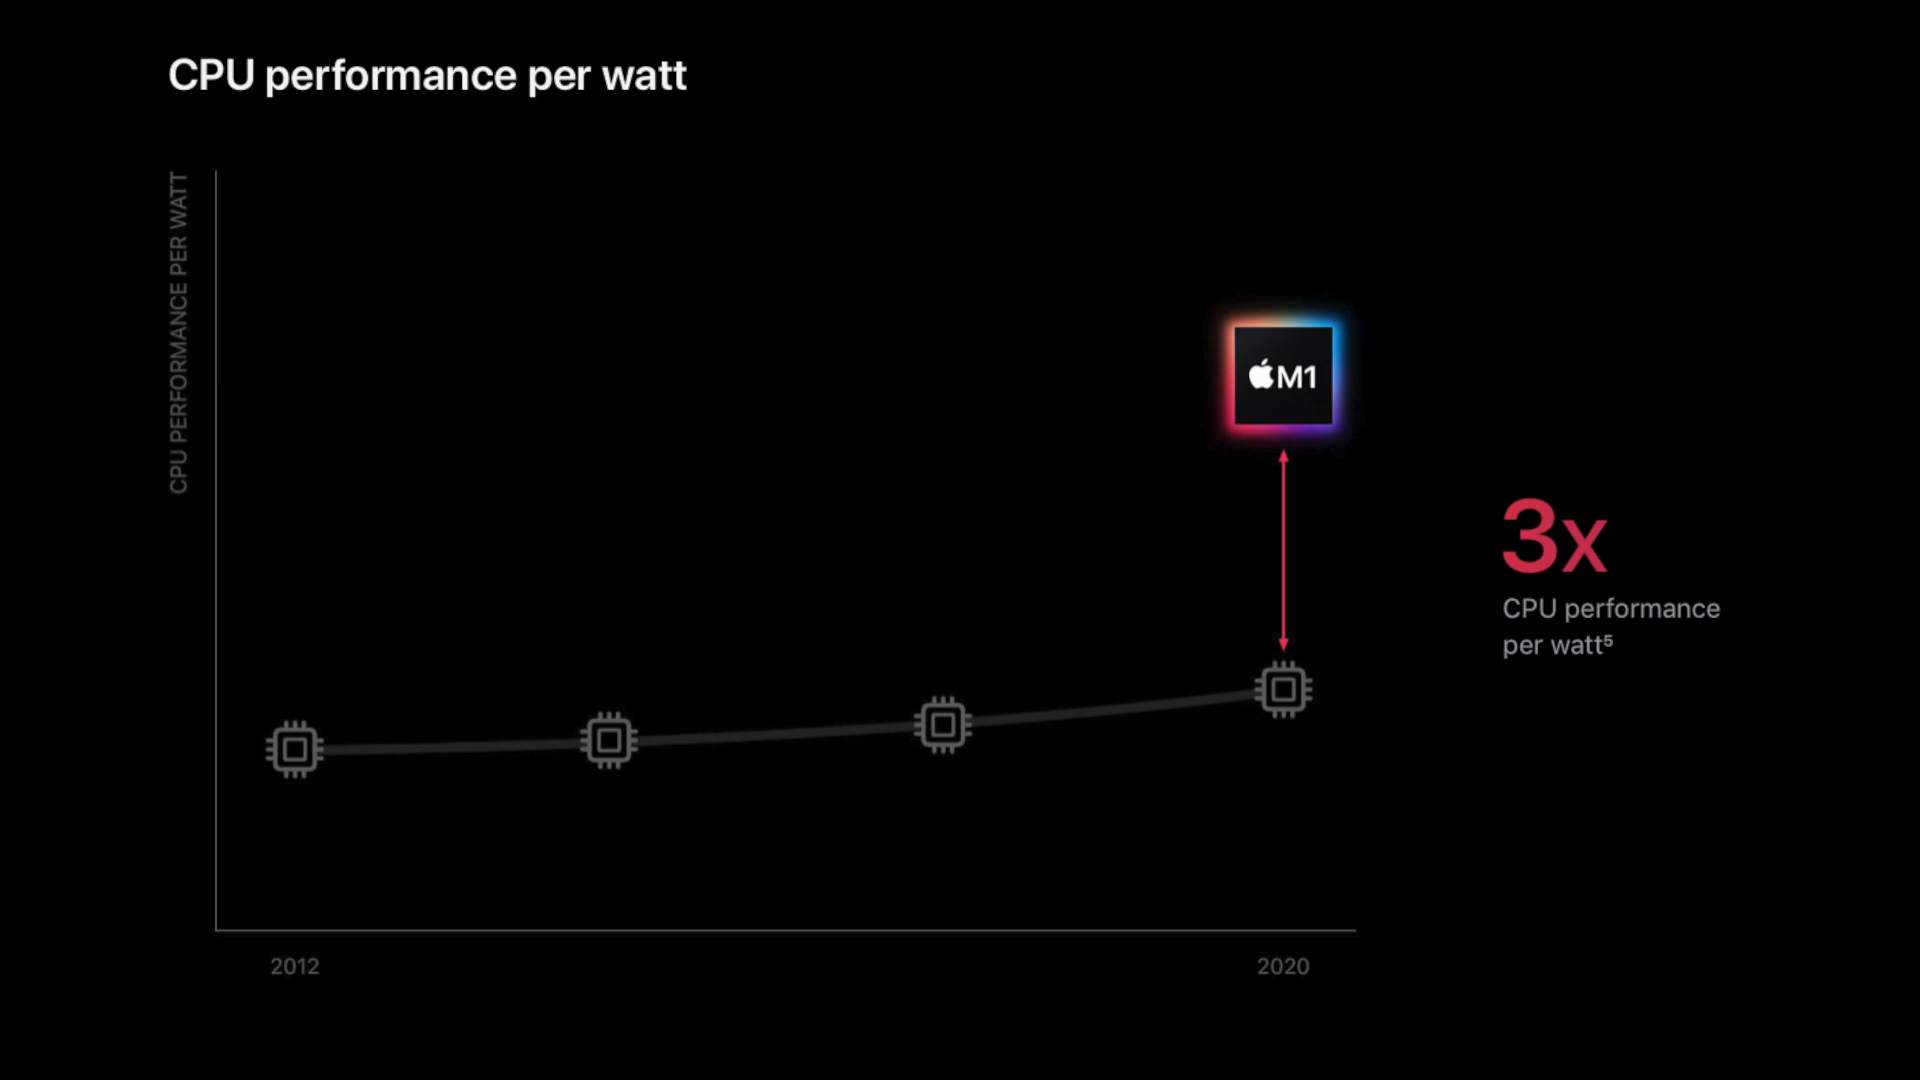 CPU performance per watt
CPU PERFORMANCE PER WATT
M1
3x
CPU performance
per watt⁵
2012
2020